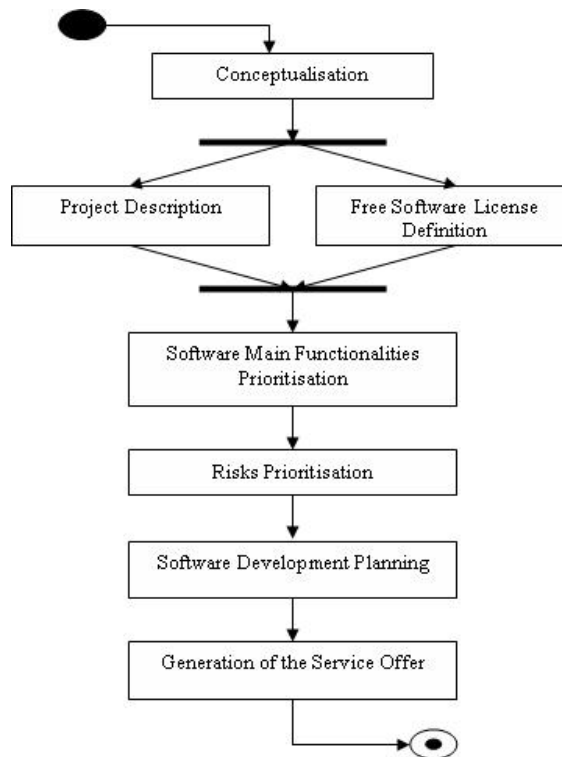 Conceptualisation
Project Description
Free Software License
Definition
Software Main Functionalities
Prioritisation
Risks Prioritisation
Software Development Planning
Generation of the Service Offer